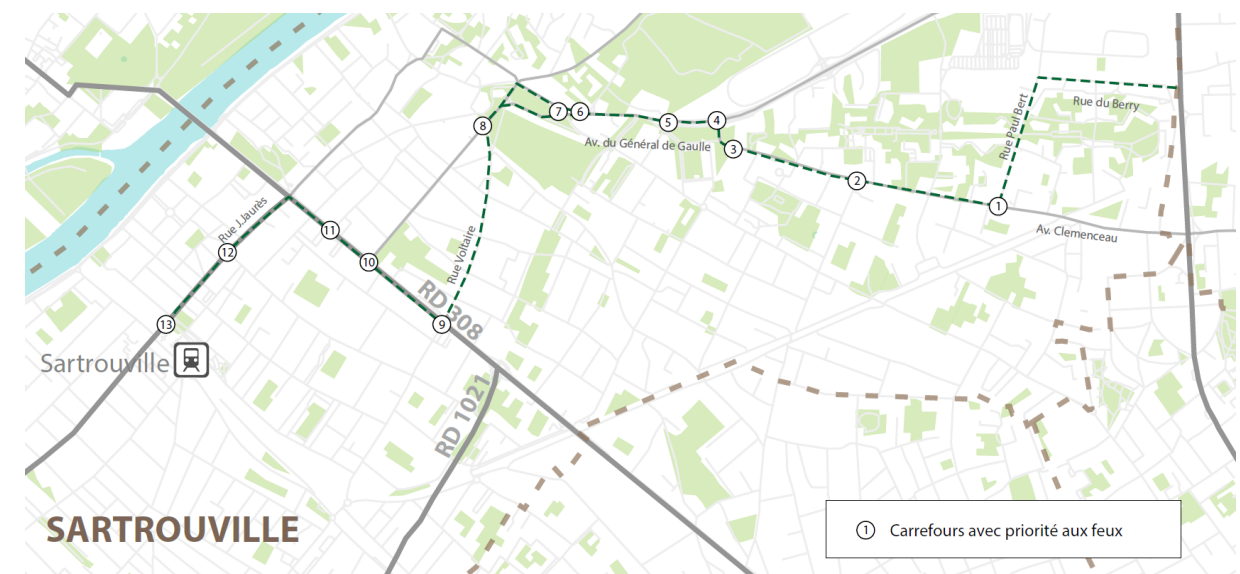 Rue du Berry
Rue Paul Bert
7
6
5
4
8
Av. du Général de Gaulle
3
2
1
Rue J.Jaurès
11
Av. Clemenceau
12
10
Rue Voltaire
RD 308
13
9
Sartrouville
RD 1021
SARTROUVILLE
1 Carrefours avec priorité aux feux